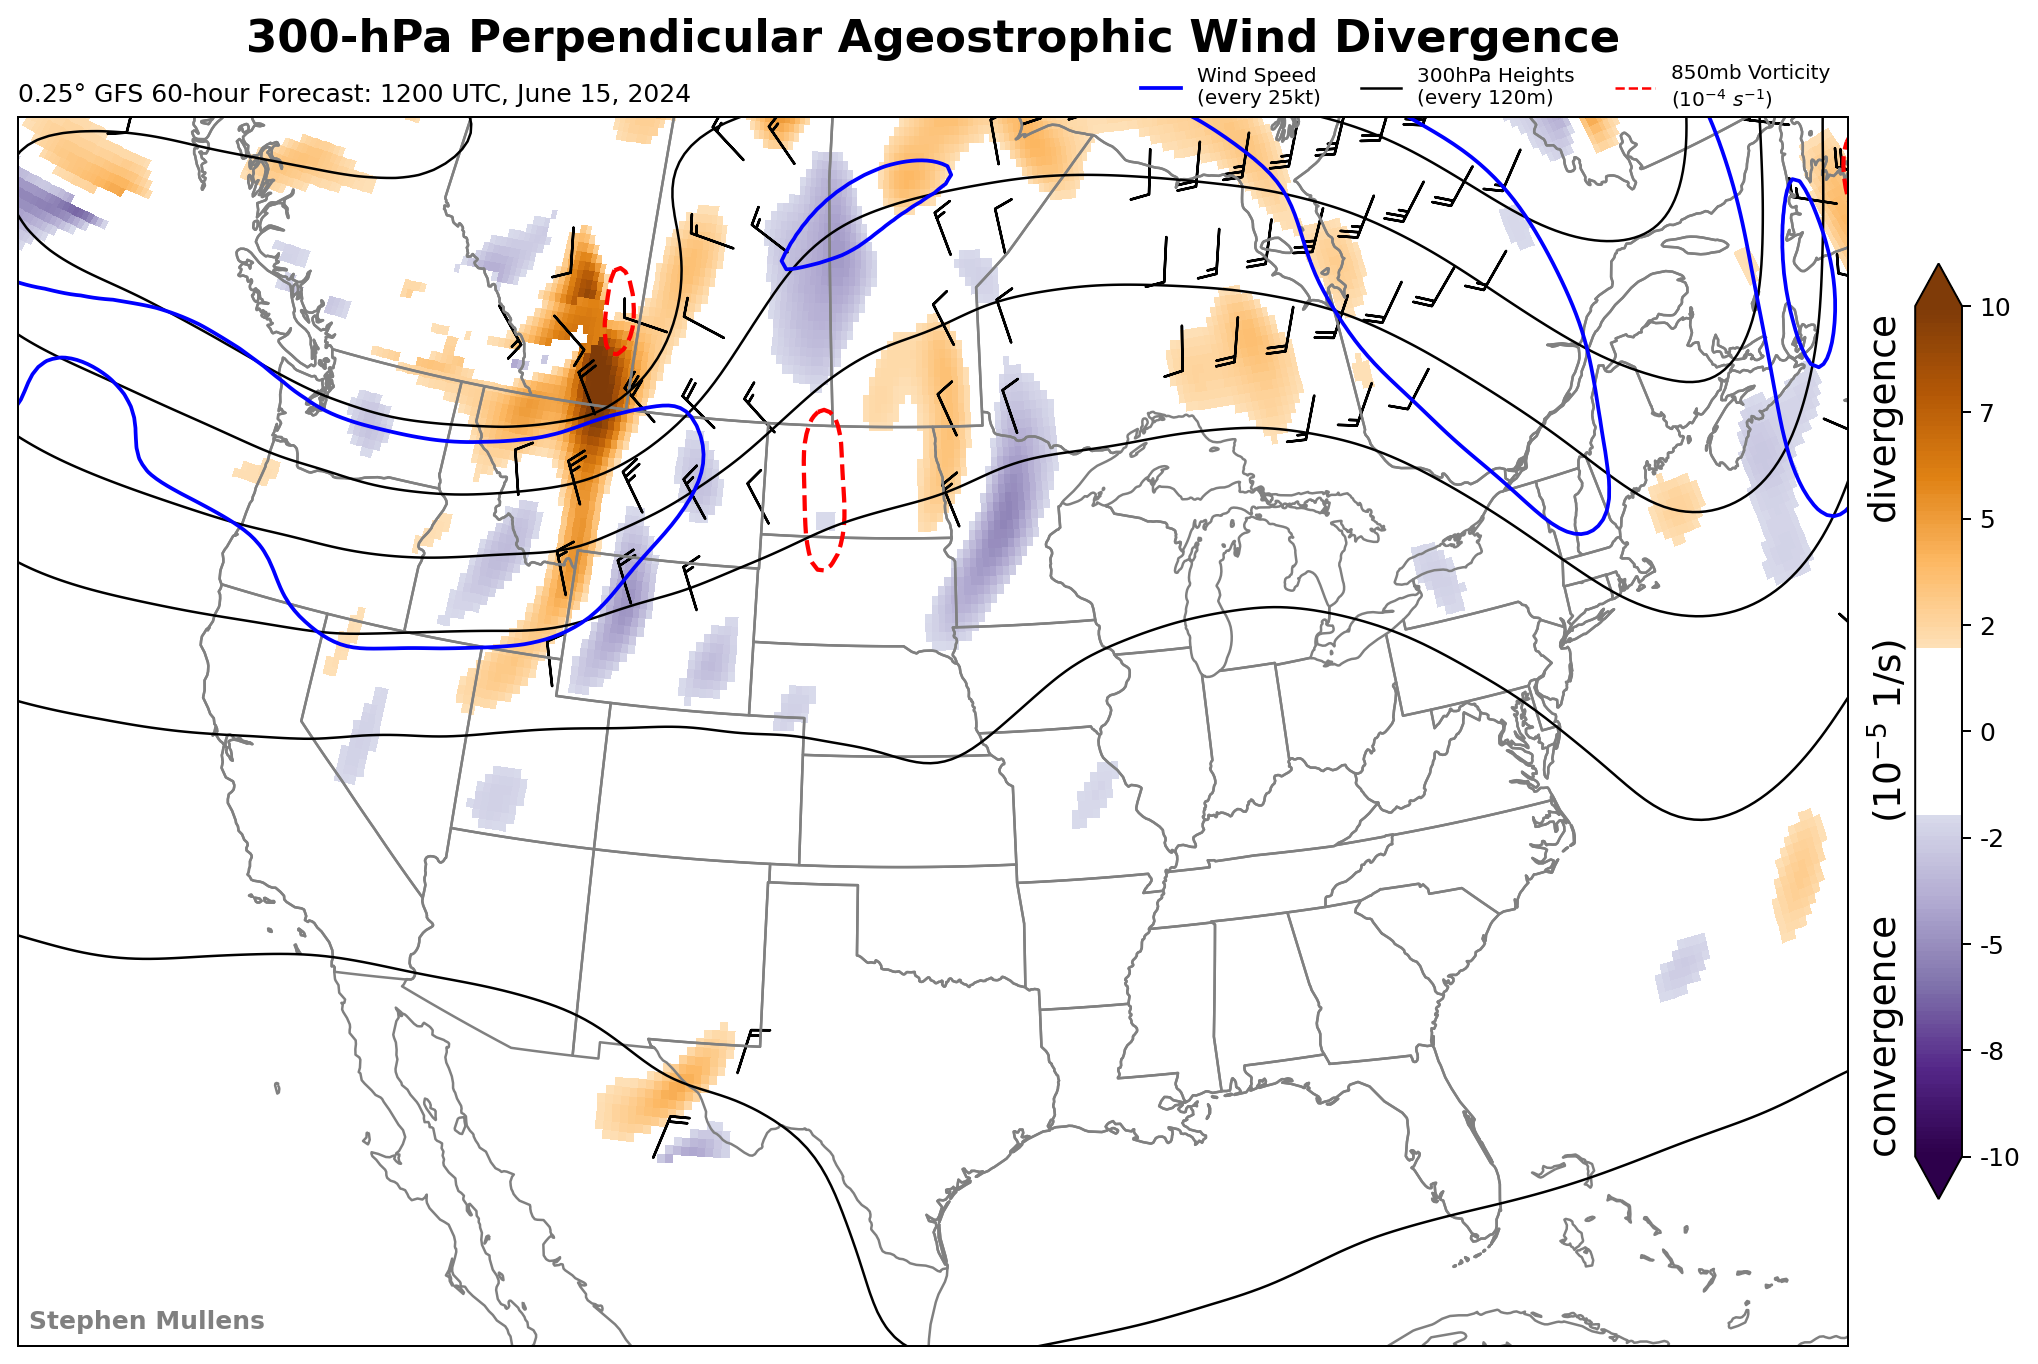 300-hPa Perpendicular Ageostrophic Wind Divergence
0.25° GFS 60-hour Forecast: 1200 UTC, June 15, 2024
Wind Speed
(every 25kt)
300hPa Heights
(every 120m)
850mb Vorticity
(10⁻⁴ s⁻¹)
10
7
5
2
0
-2
-5
-8
-10
convergence (10⁻⁵ 1/s) divergence
Stephen Mullens